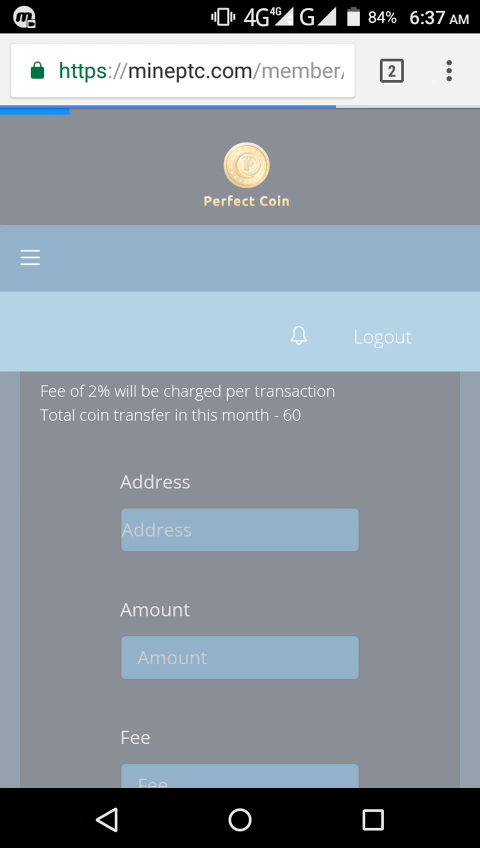 4G 4G G 84% 6:37 AM
https://mineptc.com/member/
2
Perfect Coin
Logout
Fee of 2% will be charged per transaction
Total coin transfer in this month - 60
Address
Address
Amount
Amount
Fee
Fee